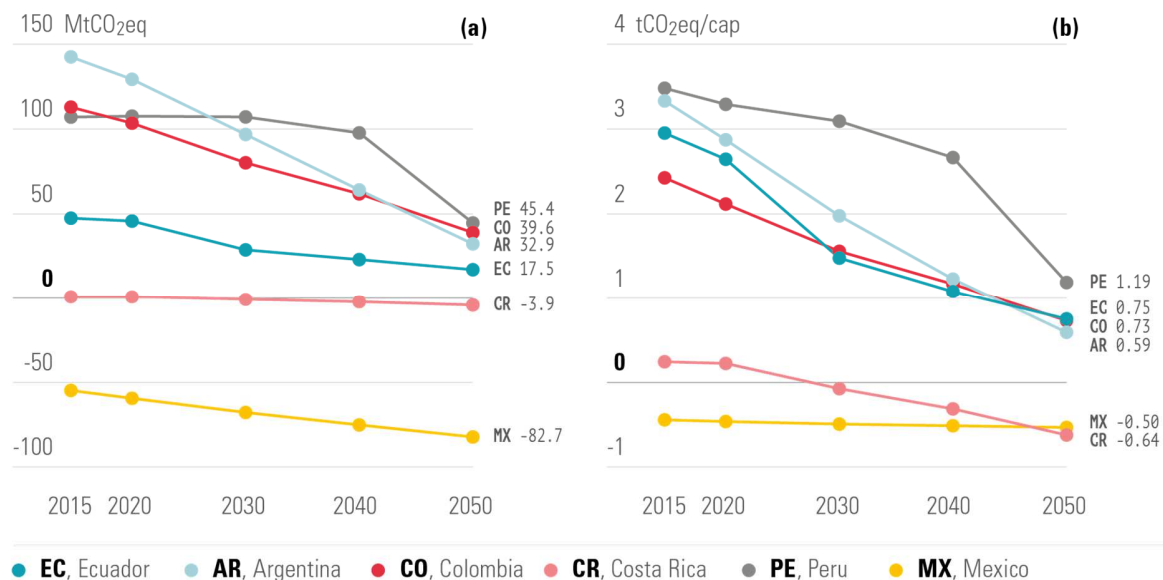 150 MtCO₂eq (a)
100
50
0
-50
-100
PE 45.4
CO 39.6
AR 32.9
EC 17.5
CR -3.9
MX -82.7
2015 2020 2030 2040 2050
4 tCO₂eq/cap (b)
3
2
1
0
-1
PE 1.19
EC 0.75
CO 0.73
AR 0.59
MX -0.50
CR -0.64
2015 2020 2030 2040 2050
EC, Ecuador AR, Argentina CO, Colombia CR, Costa Rica PE, Peru MX, Mexico